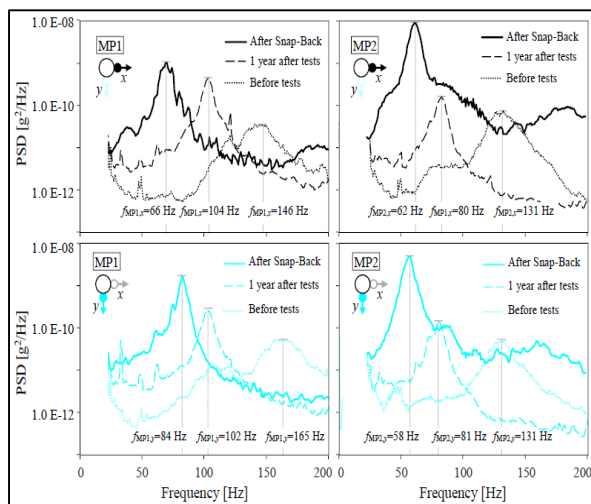 1.0 E-08
1.0 E-10
1.0 E-12
PSD [g²/Hz]
MP1
x
y
After Snap-Back
1 year after tests
Before tests
fMP1,x=66 Hz
fMP1,x=104 Hz
fMP1,x=146 Hz
MP2
x
y
After Snap-Back
1 year after tests
Before tests
fMP2,x=62 Hz
fMP2,x=80 Hz
fMP2,x=131 Hz
1.0 E-08
1.0 E-10
1.0 E-12
PSD [g²/Hz]
MP1
x
y
After Snap-Back
1 year after tests
Before tests
fMP1,y=84 Hz
fMP1,y=102 Hz
fMP1,y=165 Hz
0 50 100 150 200
Frequency [Hz]
MP2
x
y
After Snap-Back
1 year after tests
Before tests
fMP2,y=58 Hz
fMP2,y=81 Hz
fMP2,y=131 Hz
0 50 100 150 200
Frequency [Hz]